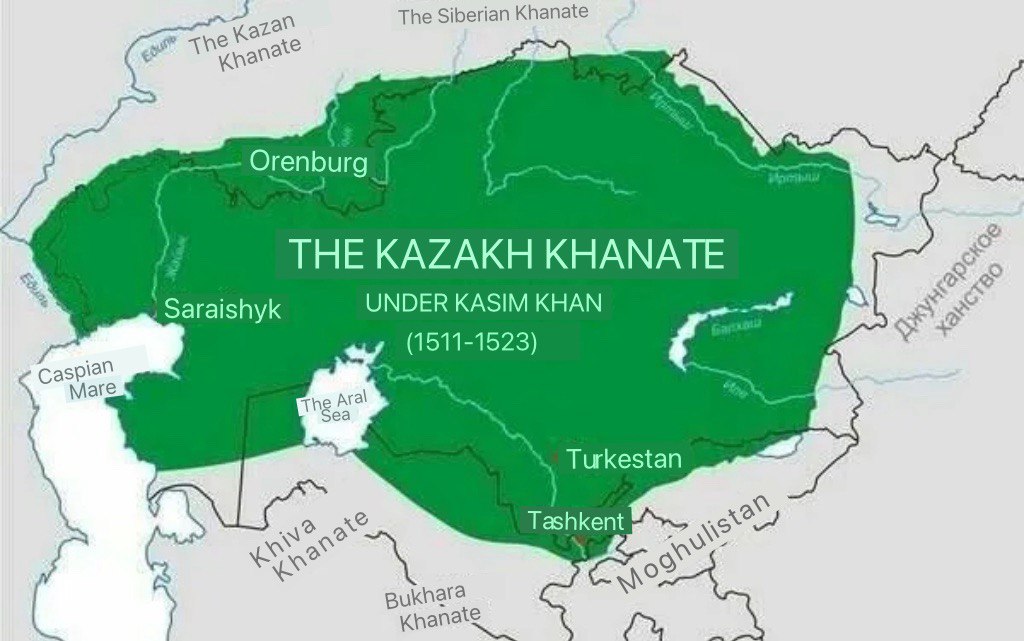 The Kazan
Khanate
The Siberian Khanate
Едиль
Иртыш
Orenburg
Иртыш
THE KAZAKH KHANATE
Жайык
Едиль
Джунгарское
ханство
UNDER KASIM KHAN
Saraishyk
(1511-1523)
Балхаш
Caspian
Mare
The Aral
Sea
Или
Turkestan
Tashkent
Khiva
Khanate
Moghulistan
Bukhara
Khanate